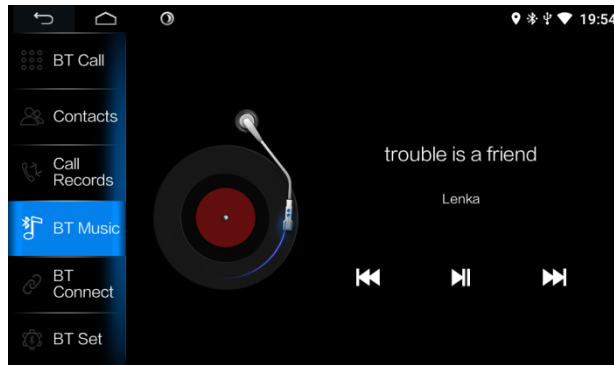 19:54
BT Call
Contacts
Call
Records
BT Music
BT
Connect
BT Set
trouble is a friend
Lenka